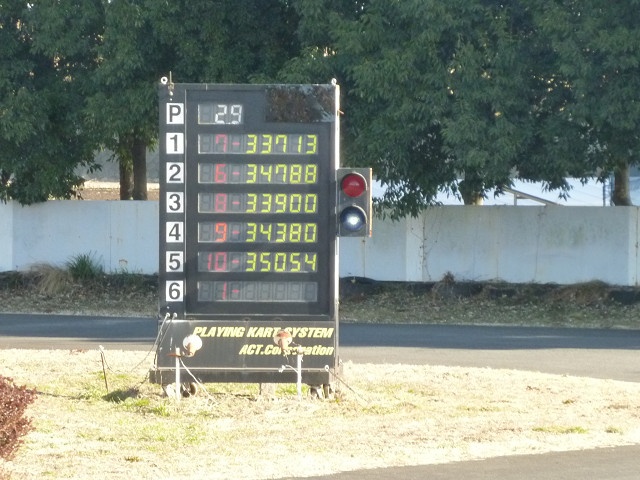 P 29
1 7- 33713
2 6- 34788
3 8- 33900
4 9- 34380
5 10- 35054
6 1-
PLAYING KART SYSTEM
ACT.